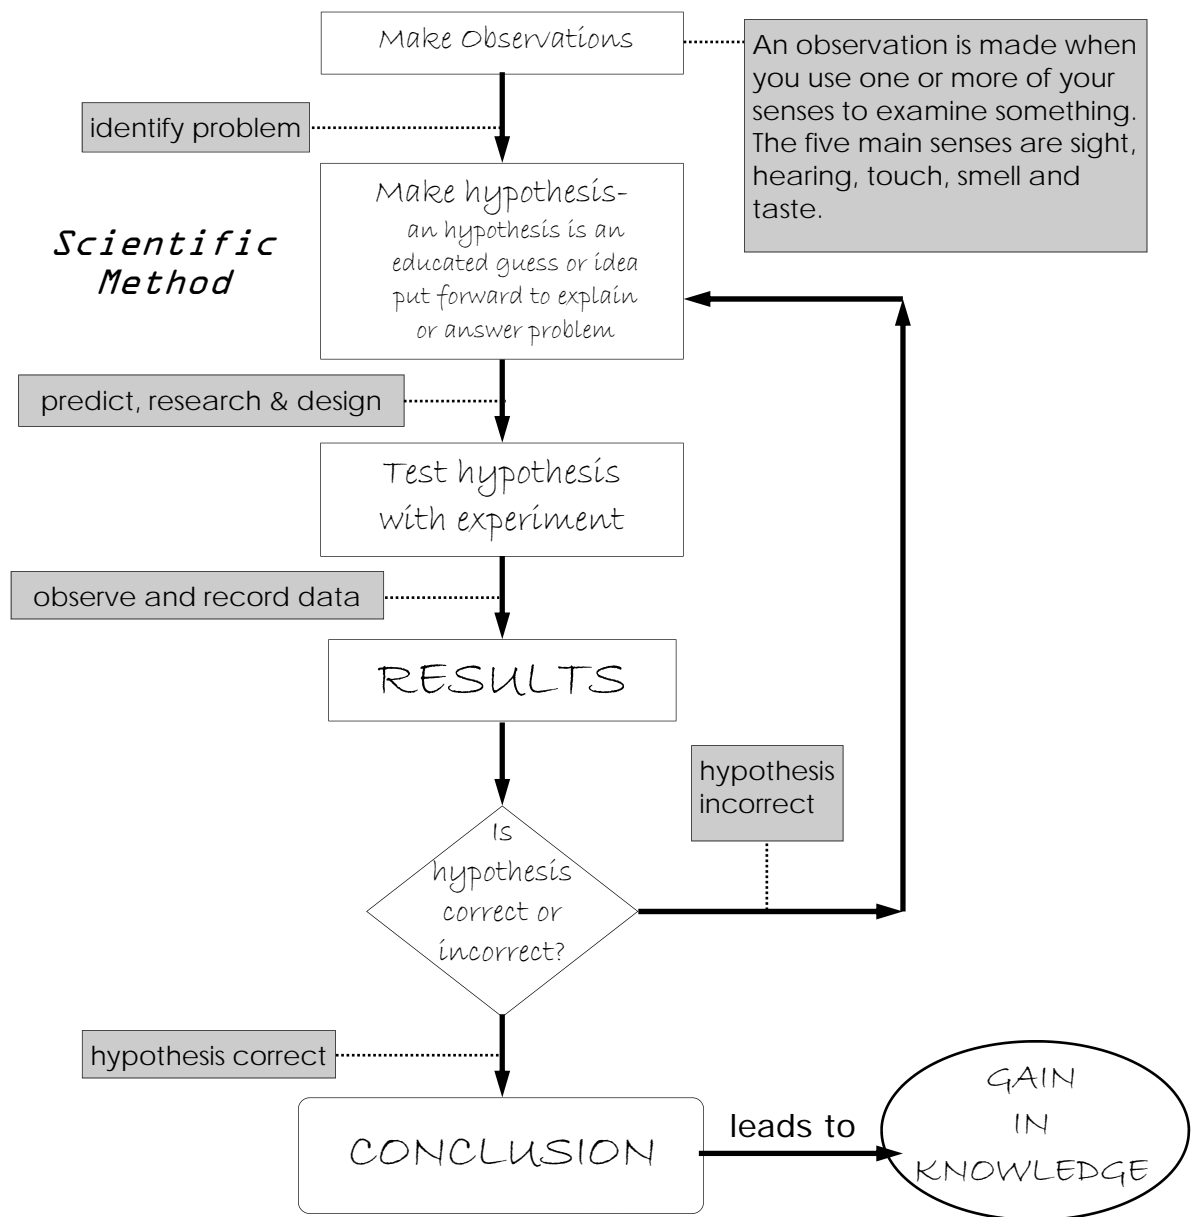 Make Observations
An observation is made when
you use one or more of your
senses to examine something.
The five main senses are sight,
hearing, touch, smell and
taste.
identify problem
Make hypothesis-
an hypothesis is an
educated guess or idea
put forward to explain
or answer problem
Scientific
Method
predict, research & design
Test hypothesis
with experiment
observe and record data
RESULTS
hypothesis
incorrect
Is
hypothesis
correct or
incorrect?
hypothesis correct
CONCLUSION
leads to
GAIN
IN
KNOWLEDGE